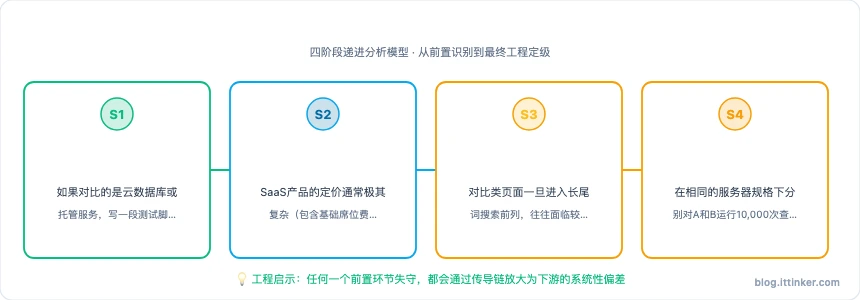 四阶段递进分析模型 · 从前置识别到最终工程定级
S1
如果对比的是云数据库或
托管服务，写一段测试脚...
S2
SaaS产品的定价通常极其
复杂（包含基础席位费...
S3
对比类页面一旦进入长尾
词搜索前列，往往面临较...
S4
在相同的服务器规格下分
别对A和B运行10,000次查...
💡 工程启示：任何一个前置环节失守，都会通过传导链放大为下游的系统性偏差
blog.ittinker.com